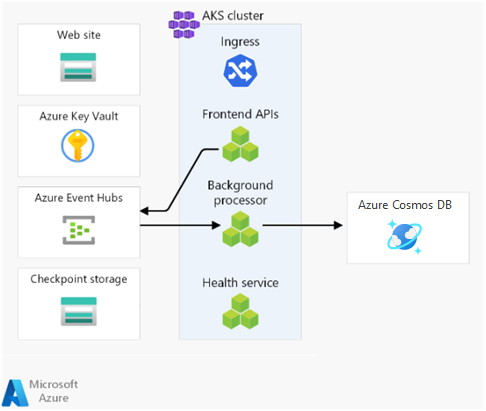 AKS cluster
Web site
Ingress
Azure Key Vault
Frontend APIs
Azure Event Hubs
Background
processor
Azure Cosmos DB
Checkpoint storage
Health service
Microsoft
Azure